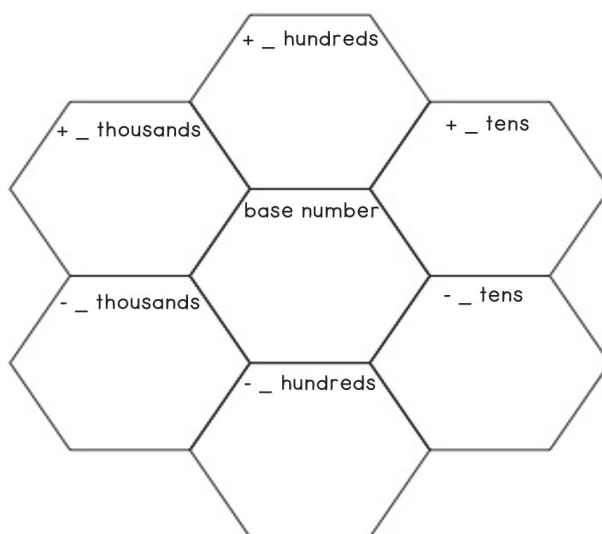 + _ hundreds
+ _ thousands
+ _ tens
base number
- _ thousands
- _ tens
- _ hundreds